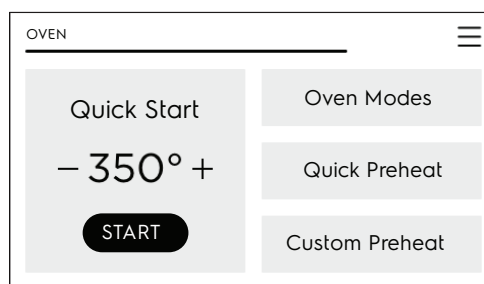 OVEN
Quick Start
– 350° +
START
Oven Modes
Quick Preheat
Custom Preheat